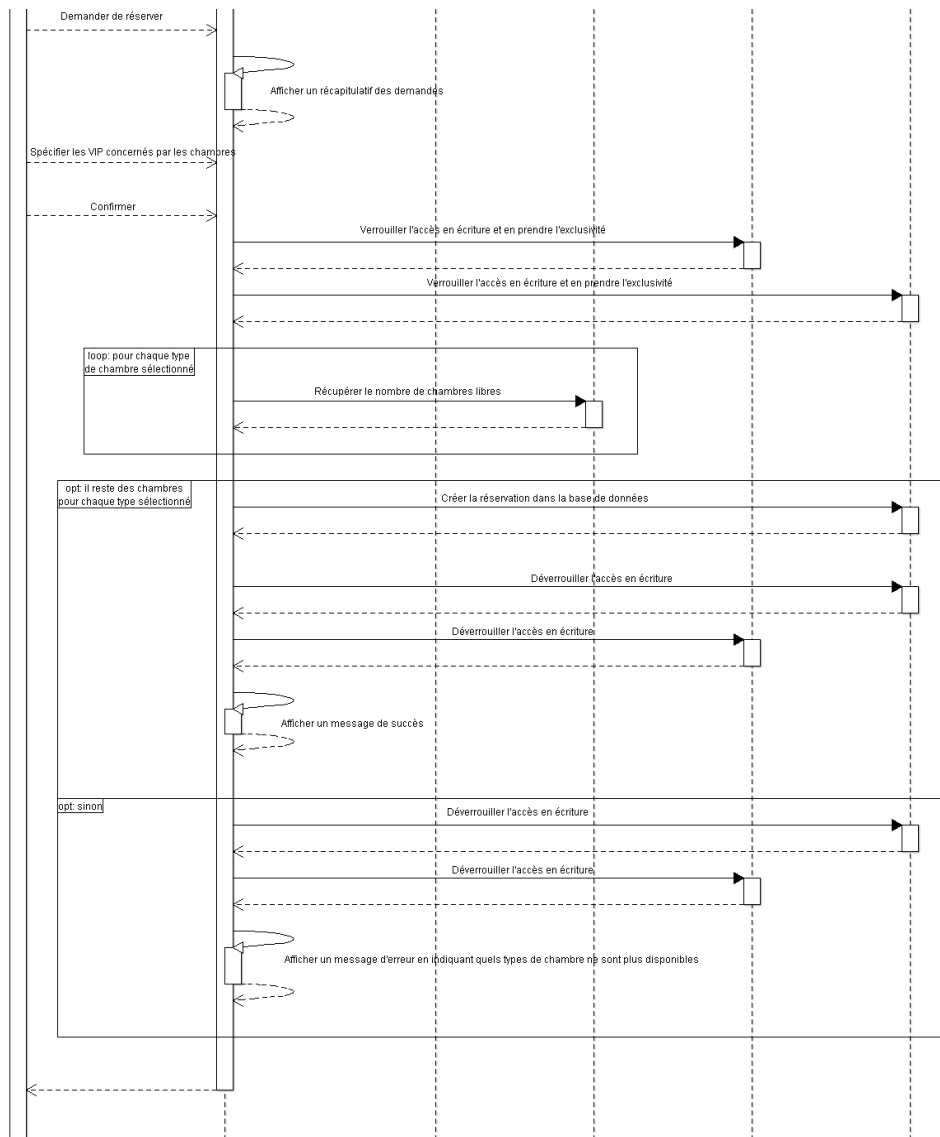 Demander de réserver
Afficher un récapitulatif des demandes
Spécifier les VIP concernés par les chambres
Confirmer
Verrouiller l'accès en écriture et en prendre l'exclusivité
Verrouiller l'accès en écriture et en prendre l'exclusivité
loop: pour chaque type
de chambre sélectionné
Récupérer le nombre de chambres libres
opt: il reste des chambres
pour chaque type sélectionné
Créer la réservation dans la base de données
Déverrouiller l'accès en écriture
Déverrouiller l'accès en écriture
Afficher un message de succès
opt: sinon
Déverrouiller l'accès en écriture
Déverrouiller l'accès en écriture
Afficher un message d'erreur en indiquant quels types de chambre ne sont plus disponibles